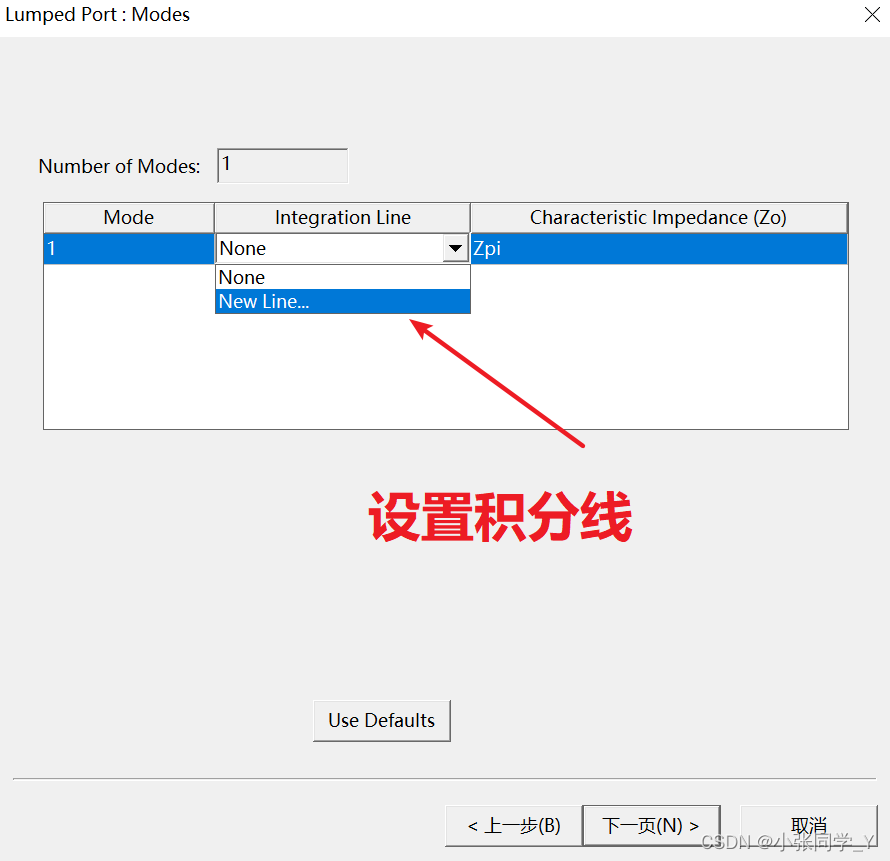 Lumped Port : Modes
Number of Modes: 1
Mode Integration Line Characteristic Impedance (Zo)
1 None Zpi
None
New Line...
设置积分线
Use Defaults
< 上一步(B) 下一页(N) > 取消
CSDN @小张同学_Y